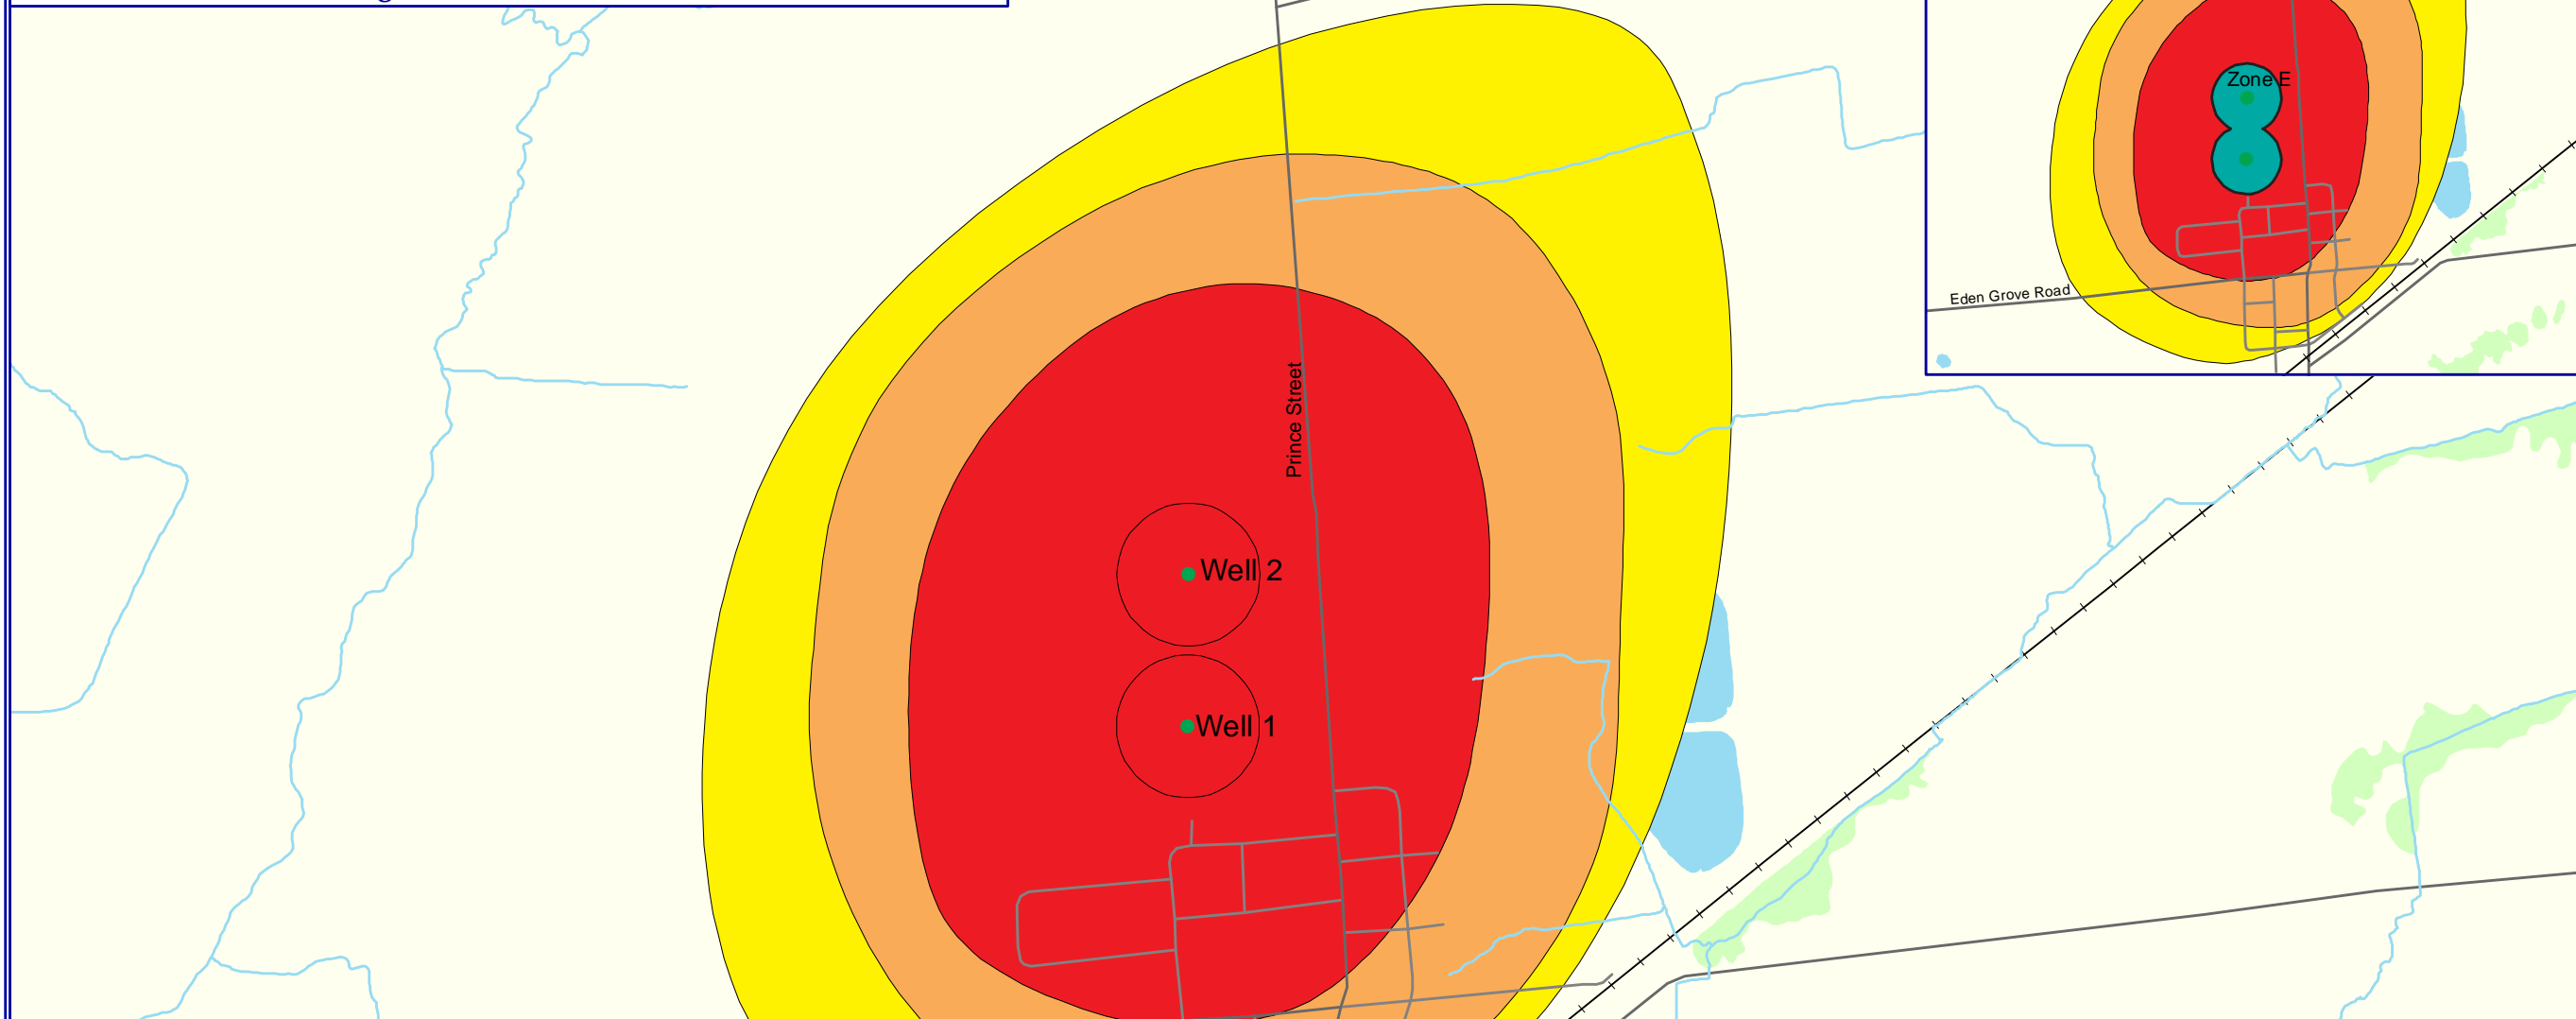 Zone E
Eden Grove Road
Prince Street
Well 2
Well 1